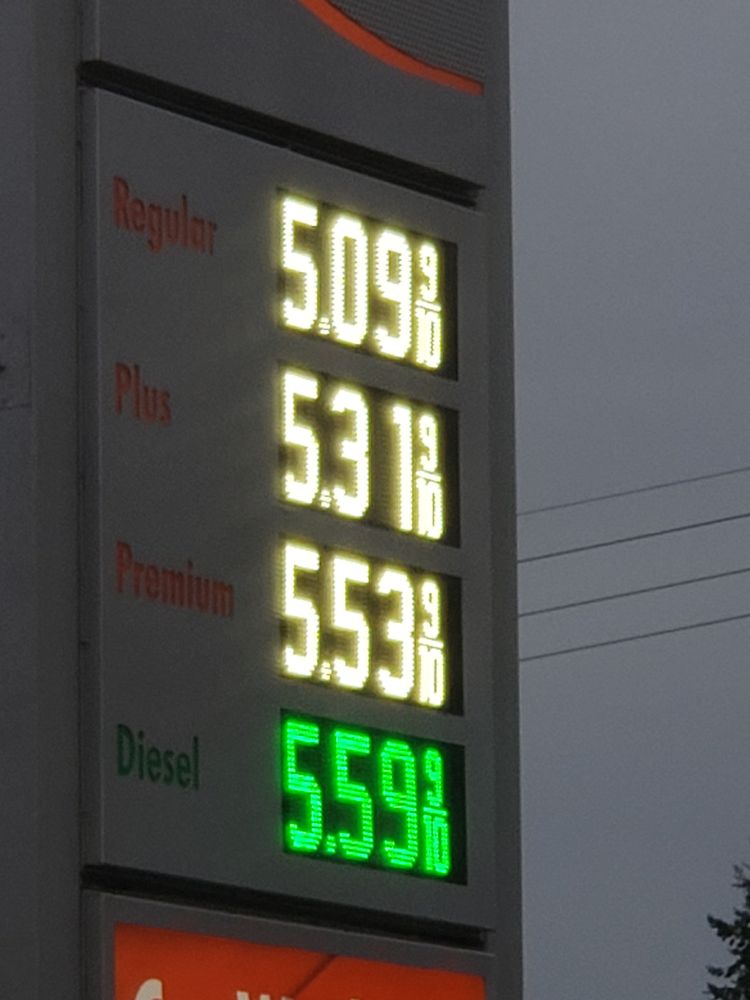 Regular 5.09 9/10
Plus 5.31 9/10
Premium 5.53 9/10
Diesel 5.59 9/10